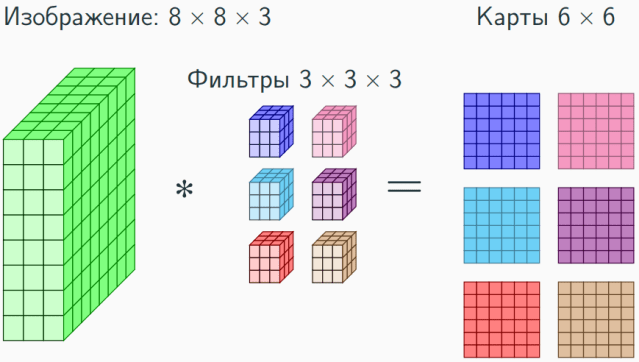 Изображение: 8 × 8 × 3
Карты 6 × 6
Фильтры 3 × 3 × 3
* =